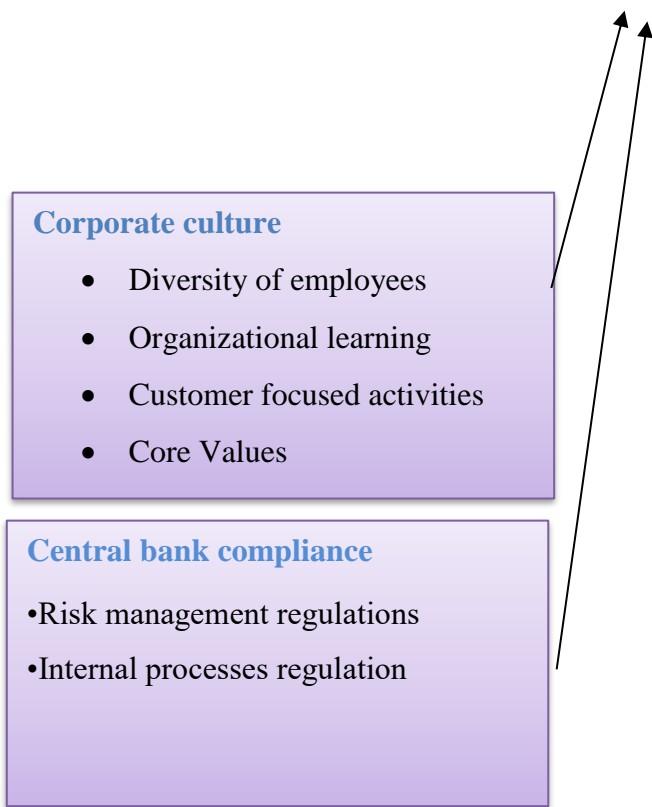 Corporate culture
• Diversity of employees
• Organizational learning
• Customer focused activities
• Core Values
Central bank compliance
•Risk management regulations
•Internal processes regulation